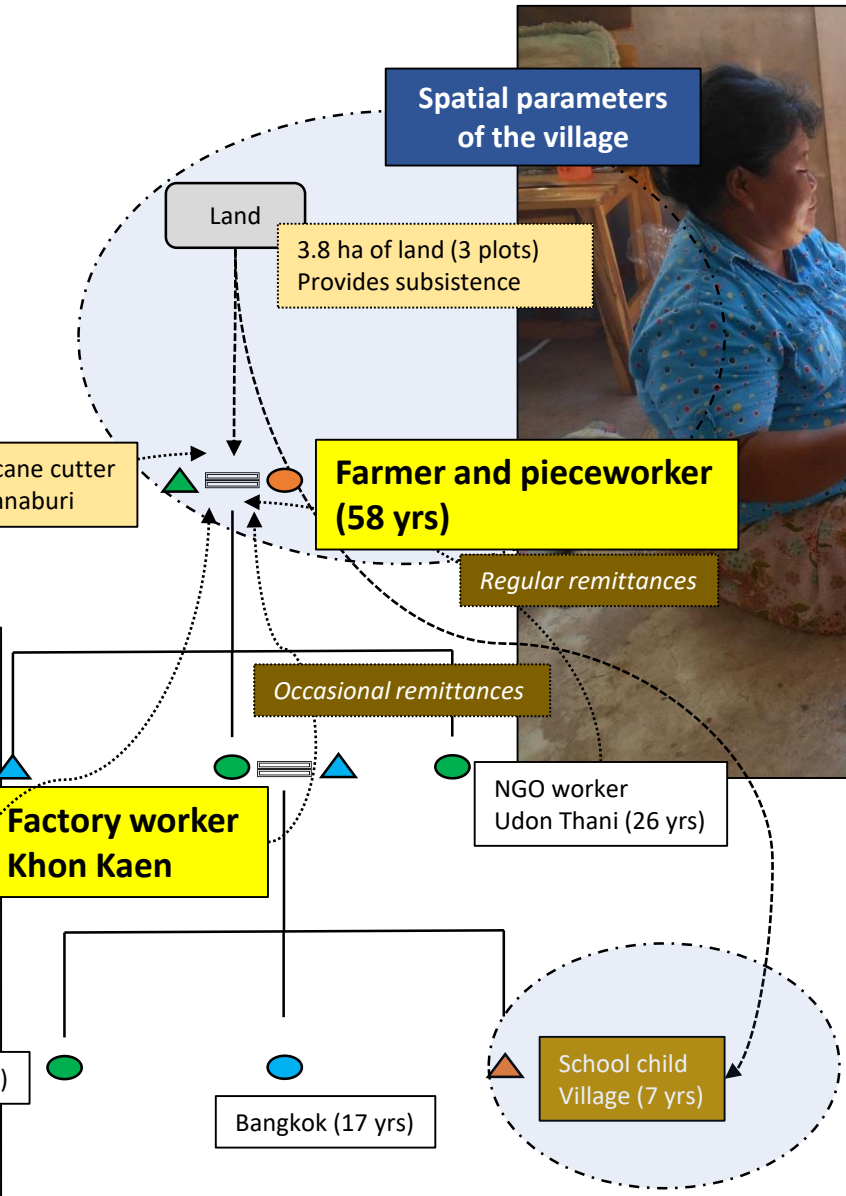 Spatial parameters
of the village
Land
3.8 ha of land (3 plots)
Provides subsistence
cane cutter
anaburi
Farmer and pieceworker
(58 yrs)
Regular remittances
Occasional remittances
NGO worker
Udon Thani (26 yrs)
Factory worker
Khon Kaen
School child
Village (7 yrs)
)
Bangkok (17 yrs)